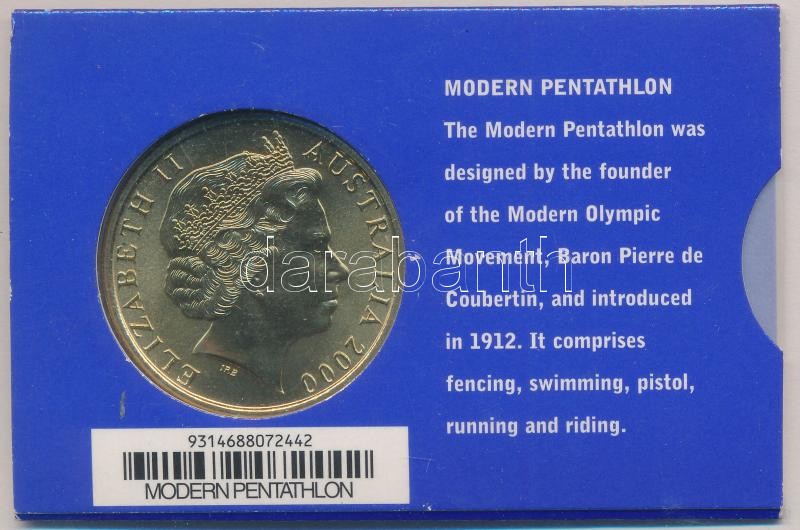 ELIZABETH II AUSTRALIA 2000
IRB
darabanth
MODERN PENTATHLON
The Modern Pentathlon was
designed by the founder
of the Modern Olympic
Movement, Baron Pierre de
Coubertin, and introduced
in 1912. It comprises
fencing, swimming, pistol,
running and riding.
9314688072442
MODERN PENTATHLON